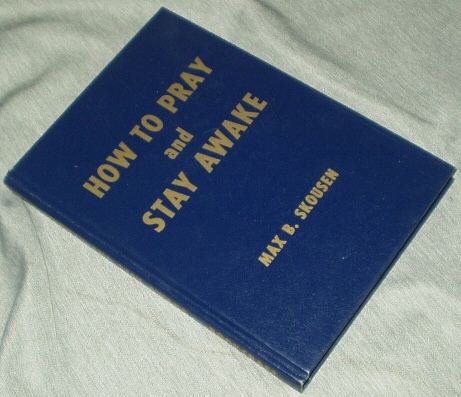 HOW TO PRAY
and
STAY AWAKE
MAX B. SKOUSEN